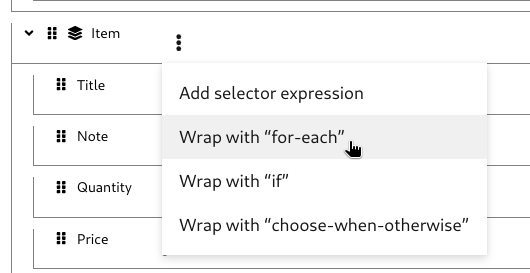 Item
Title
Note
Quantity
Price
Add selector expression
Wrap with “for-each”
Wrap with “if”
Wrap with “choose-when-otherwise”